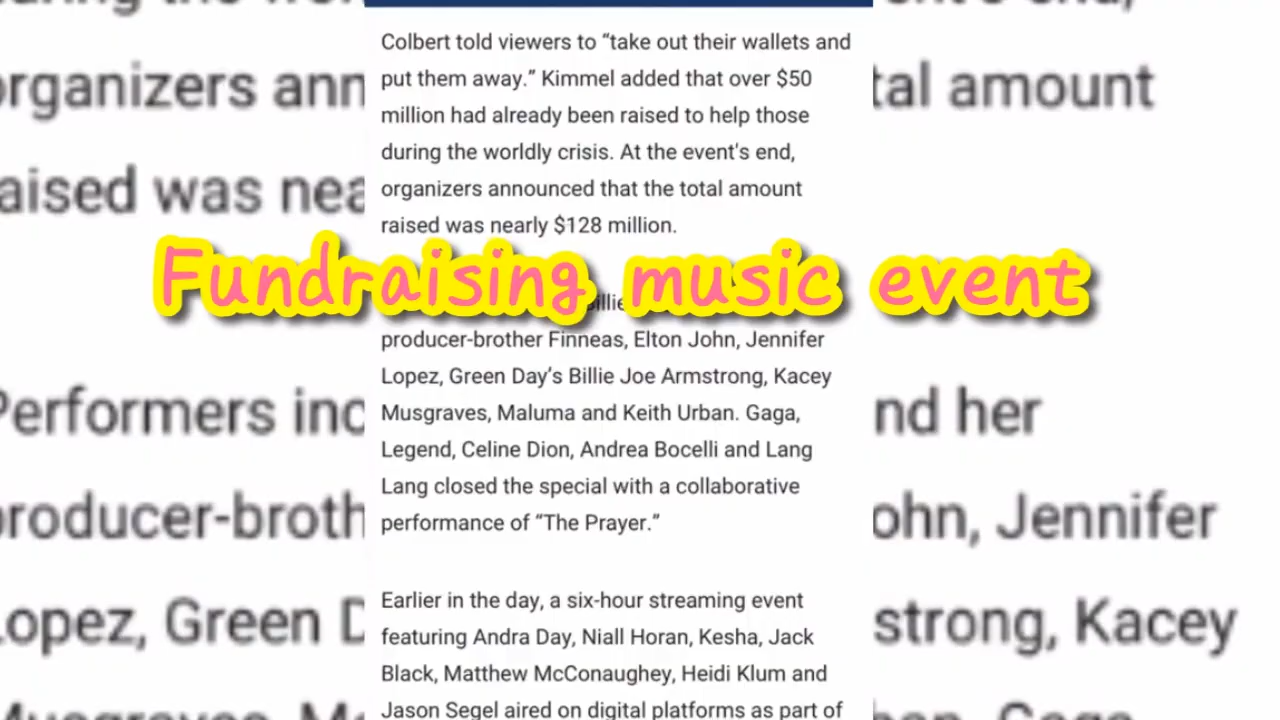 Colbert told viewers to “take out their wallets and
put them away.” Kimmel added that over $50
million had already been raised to help those
during the worldly crisis. At the event's end,
organizers announced that the total amount
raised was nearly $128 million.
Fundraising music event
producer-brother Finneas, Elton John, Jennifer
Lopez, Green Day’s Billie Joe Armstrong, Kacey
Musgraves, Maluma and Keith Urban. Gaga,
Legend, Celine Dion, Andrea Bocelli and Lang
Lang closed the special with a collaborative
performance of “The Prayer.”
Earlier in the day, a six-hour streaming event
featuring Andra Day, Niall Horan, Kesha, Jack
Black, Matthew McConaughey, Heidi Klum and
Jason Segel aired on digital platforms as part of